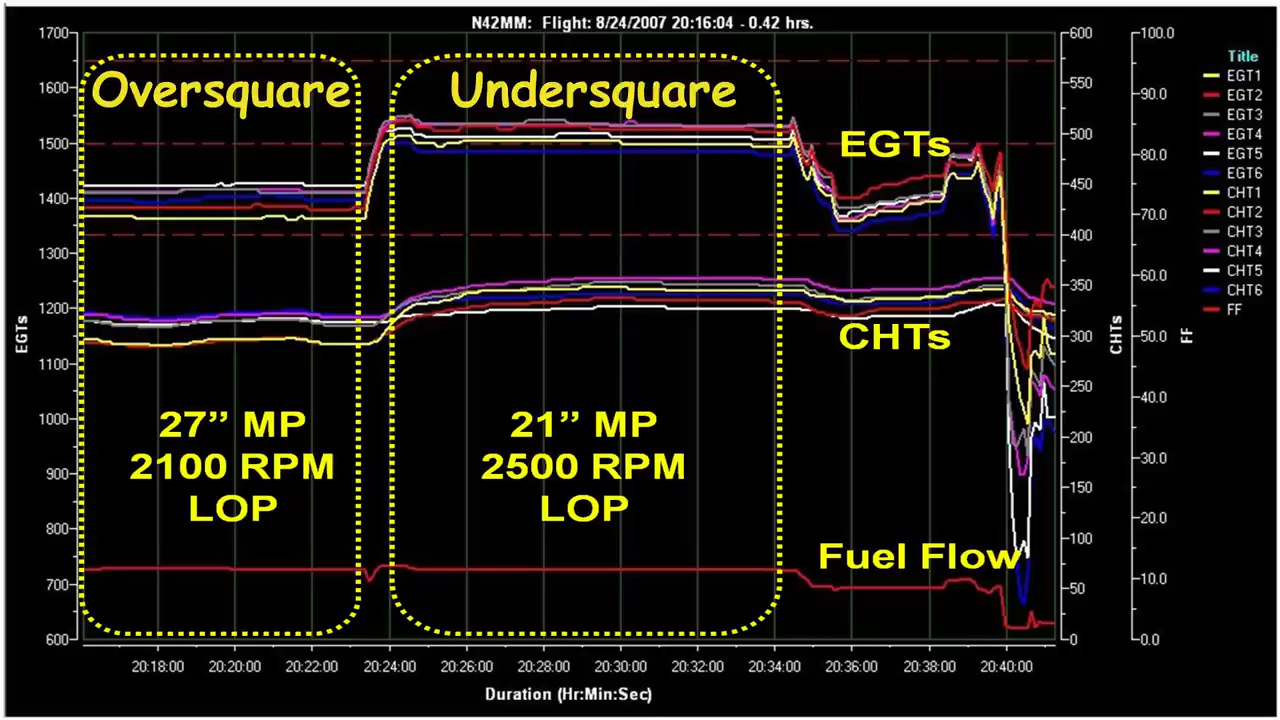 N42MM: Flight: 8/24/2007 20:16:04 - 0.42 hrs.
1700
1600
1500
1400
1300
1200
1100
1000
900
800
700
600
EGTs
Oversquare
27” MP
2100 RPM
LOP
Undersquare
21” MP
2500 RPM
LOP
EGTs
CHTs
Fuel Flow
600
550
500
450
400
350
300
250
200
150
100
50
0
CHTs
100.0
90.0
80.0
70.0
60.0
50.0
40.0
30.0
20.0
10.0
0.0
FF
Title
EGT1
EGT2
EGT3
EGT4
EGT5
EGT6
CHT1
CHT2
CHT3
CHT4
CHT5
CHT6
FF
20:18:00 20:20:00 20:22:00 20:24:00 20:26:00 20:28:00 20:30:00 20:32:00 20:34:00 20:36:00 20:38:00 20:40:00
Duration (Hr:Min:Sec)